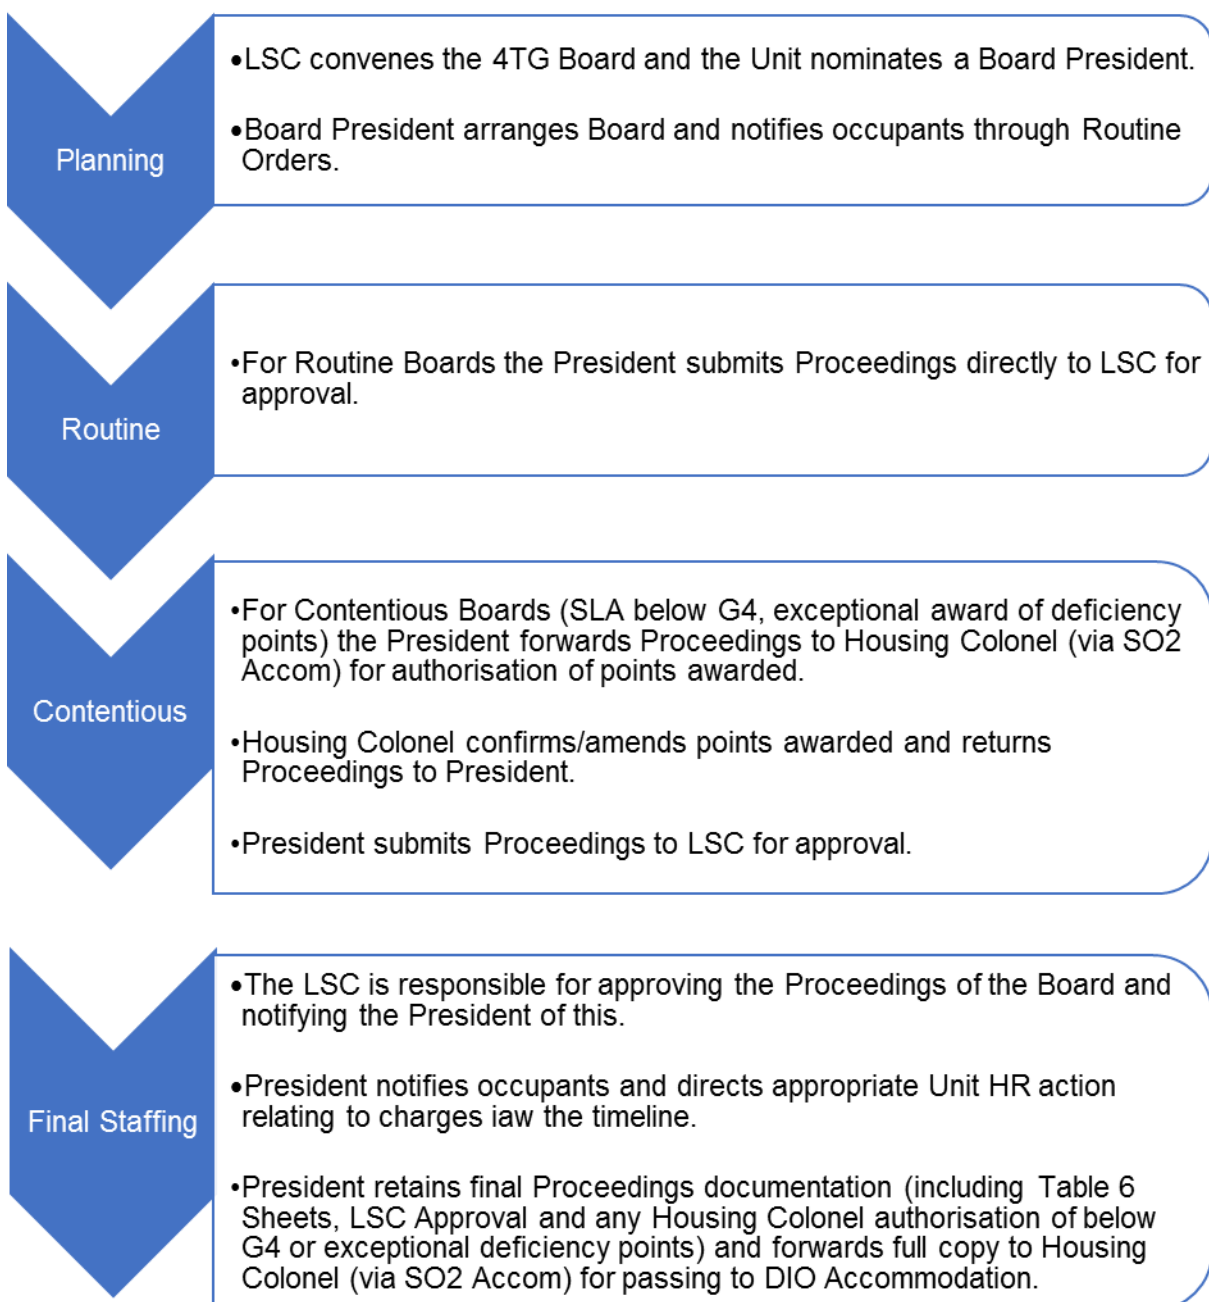 Planning
•LSC convenes the 4TG Board and the Unit nominates a Board President.
•Board President arranges Board and notifies occupants through Routine
Orders.
Routine
•For Routine Boards the President submits Proceedings directly to LSC for
approval.
Contentious
•For Contentious Boards (SLA below G4, exceptional award of deficiency
points) the President forwards Proceedings to Housing Colonel (via SO2
Accom) for authorisation of points awarded.
•Housing Colonel confirms/amends points awarded and returns
Proceedings to President.
•President submits Proceedings to LSC for approval.
Final Staffing
•The LSC is responsible for approving the Proceedings of the Board and
notifying the President of this.
•President notifies occupants and directs appropriate Unit HR action
relating to charges iaw the timeline.
•President retains final Proceedings documentation (including Table 6
Sheets, LSC Approval and any Housing Colonel authorisation of below
G4 or exceptional deficiency points) and forwards full copy to Housing
Colonel (via SO2 Accom) for passing to DIO Accommodation.